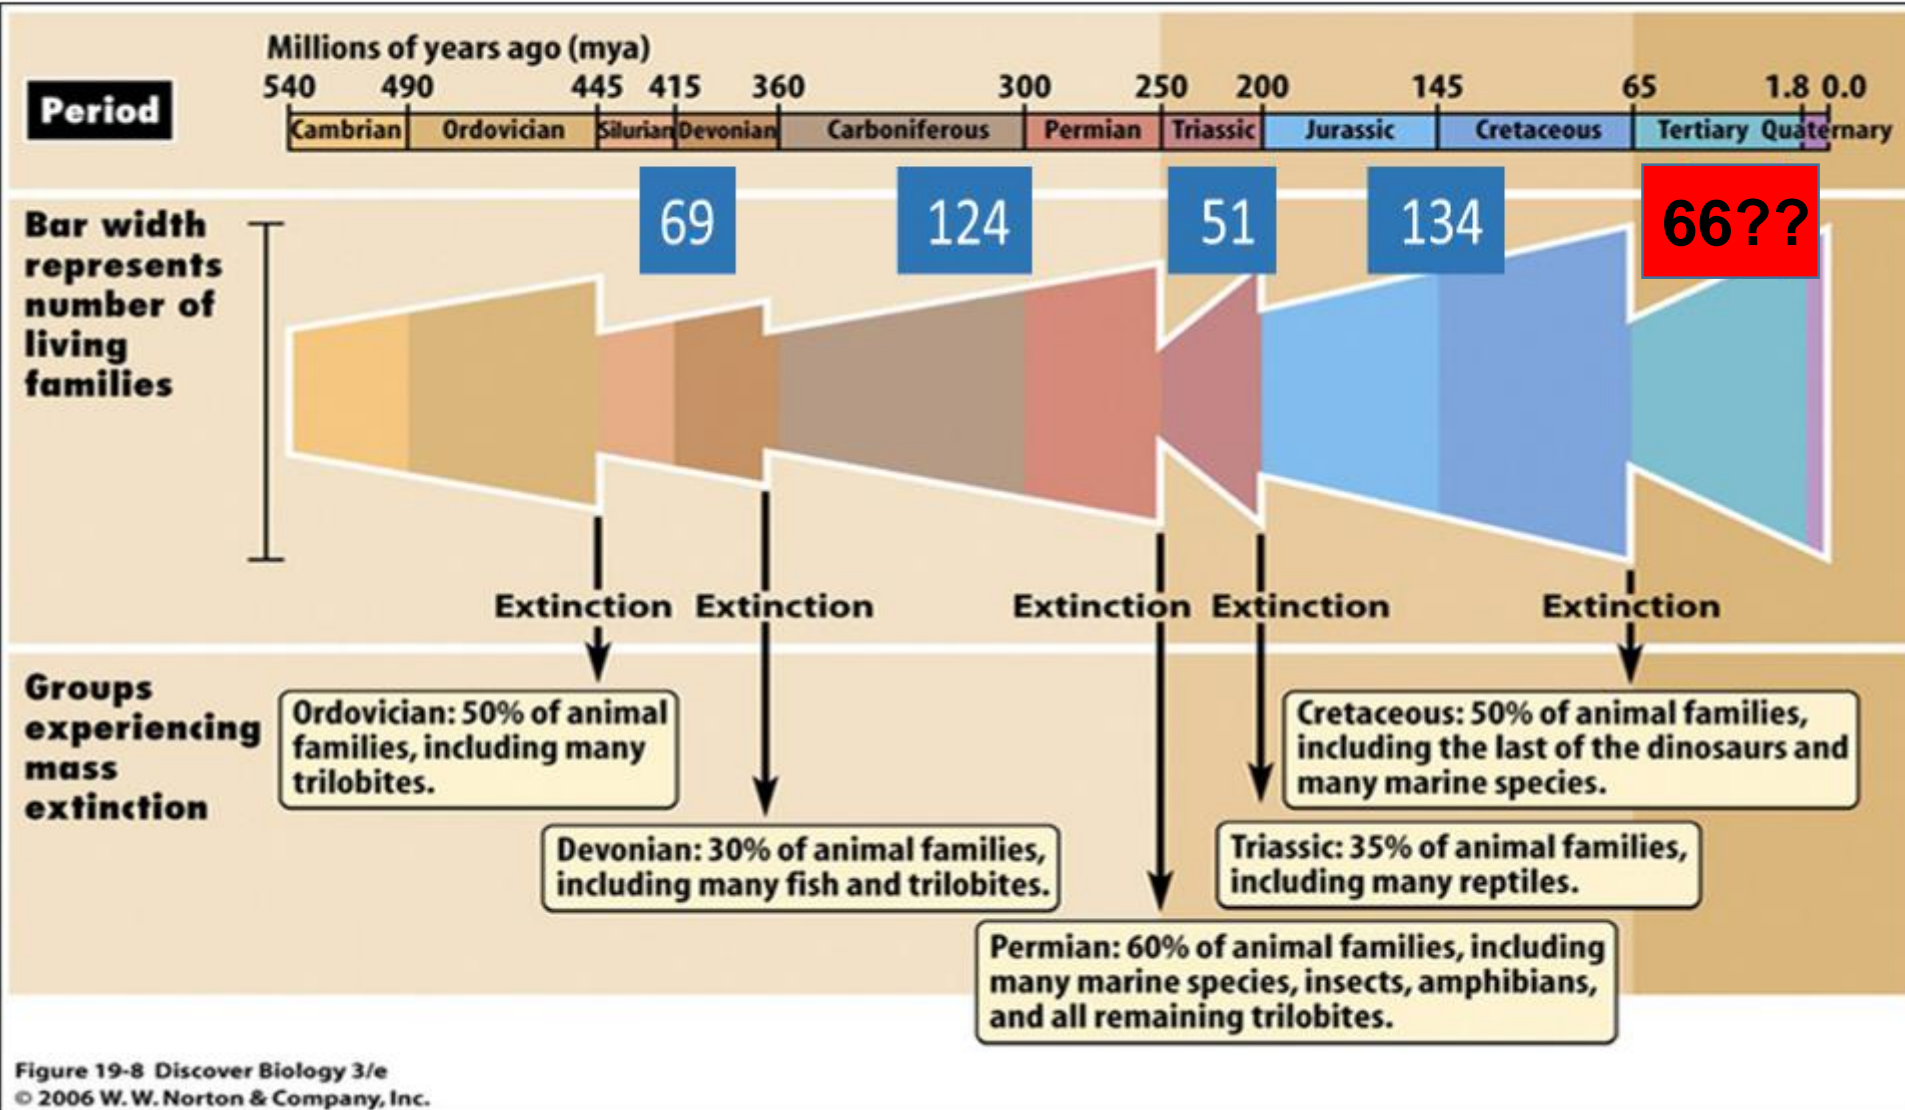 Millions of years ago (mya)
540 490 445 415 360 300 250 200 145 65 1.8 0.0
Period
Cambrian Ordovician Silurian Devonian Carboniferous Permian Triassic Jurassic Cretaceous Tertiary Quaternary
69 124 51 134 66??
Bar width
represents
number of
living
families
Extinction Extinction Extinction Extinction Extinction
Groups
experiencing
mass
extinction
Ordovician: 50% of animal
families, including many
trilobites.
Cretaceous: 50% of animal families,
including the last of the dinosaurs and
many marine species.
Devonian: 30% of animal families,
including many fish and trilobites.
Triassic: 35% of animal families,
including many reptiles.
Permian: 60% of animal families, including
many marine species, insects, amphibians,
and all remaining trilobites.
Figure 19-8 Discover Biology 3/e
© 2006 W. W. Norton & Company, Inc.